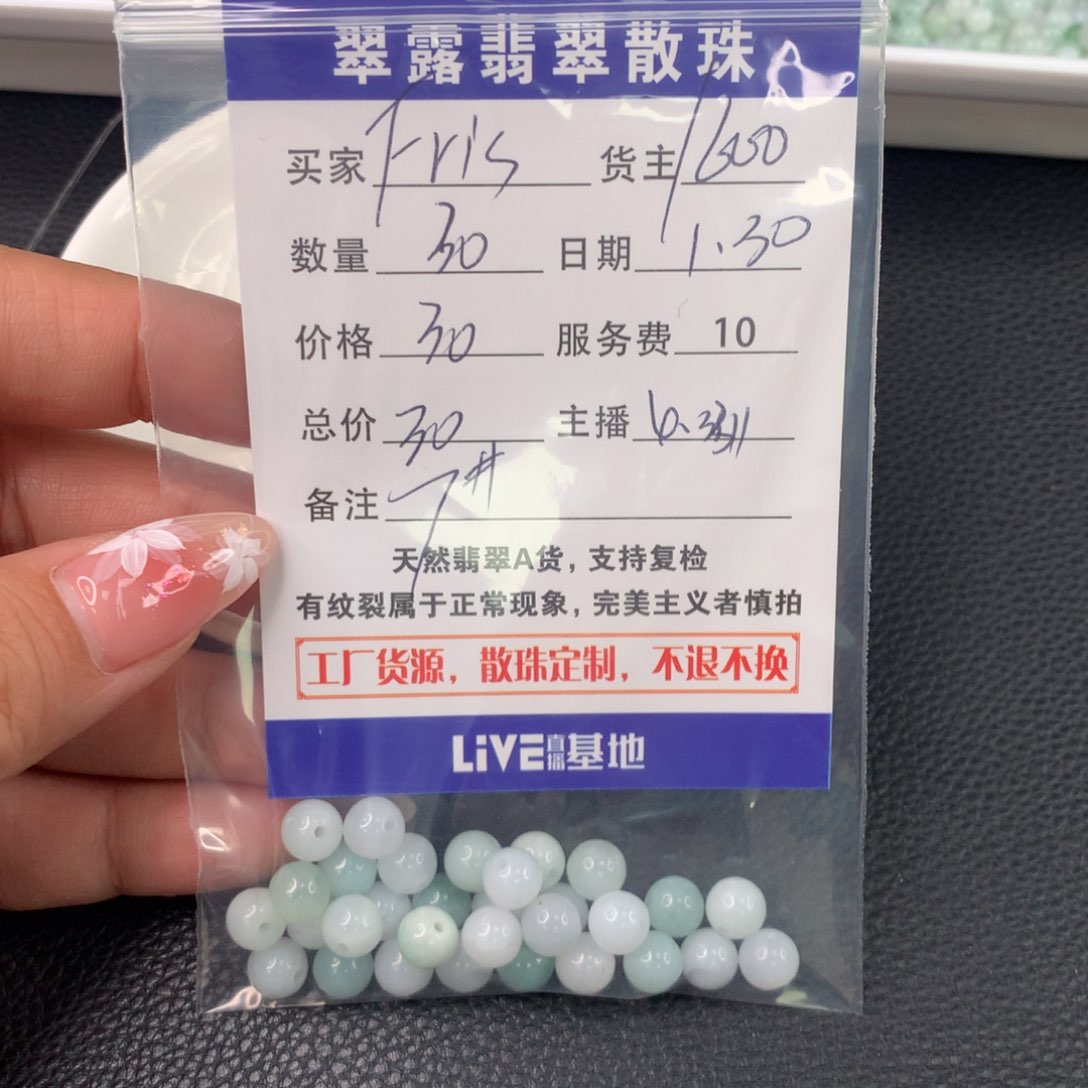 翠露翡翠散珠
买家 Fris 货主 1600
数量 30 日期 1.30
价格 30 服务费 10
总价 30 主播
备注 7#
天然翡翠A货，支持复检
有纹裂属于正常现象，完美主义者慎拍
工厂货源，散珠定制，不退不换
LiVE直播基地